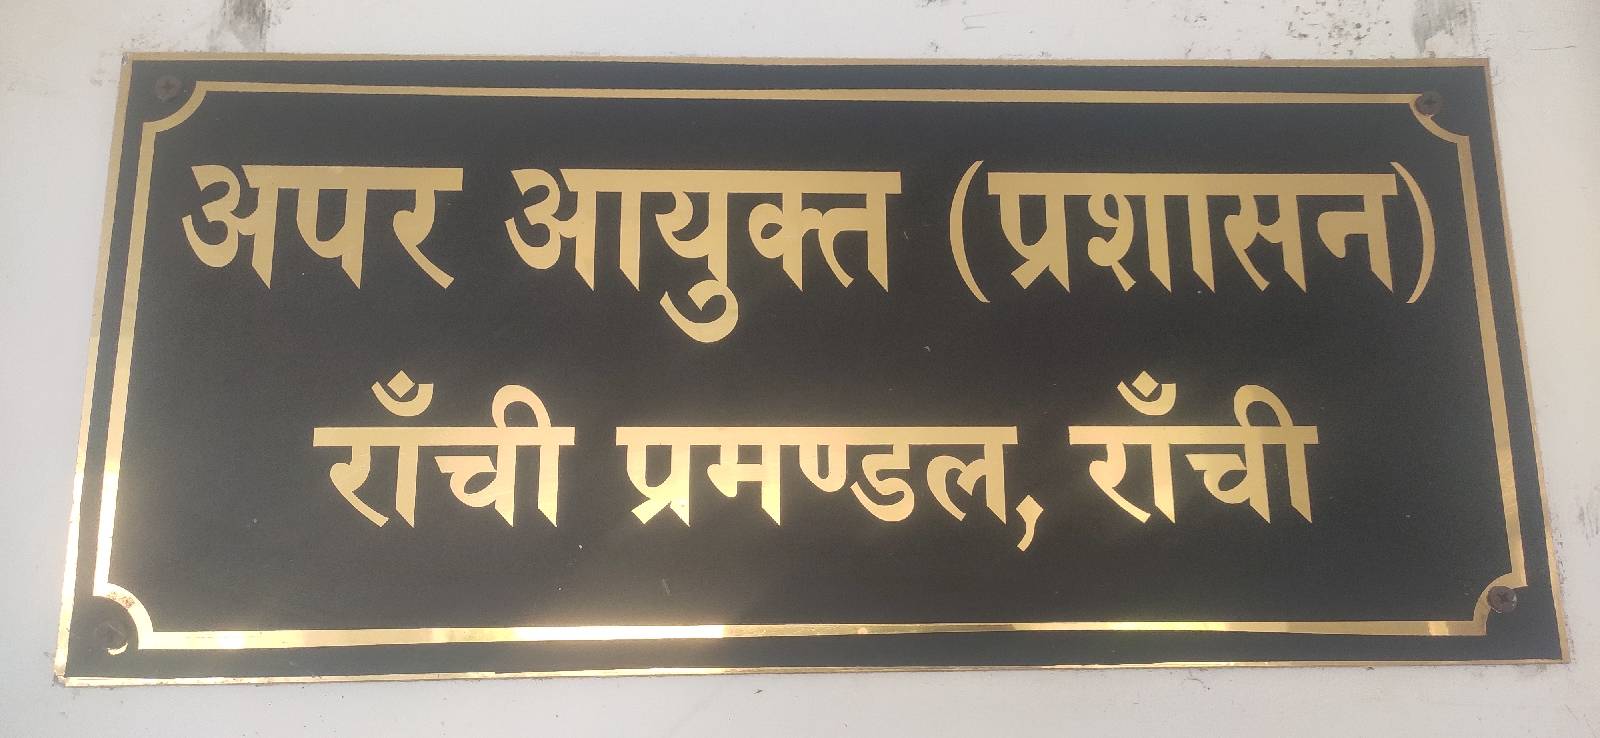 अपर आयुक्त (प्रशासन)
राँची प्रमण्डल, राँची